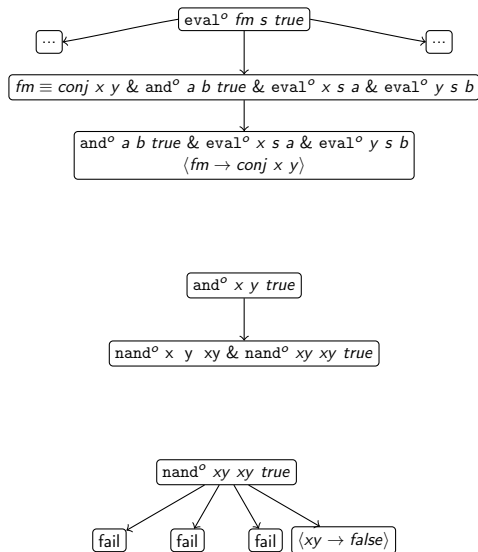 evalᵒ fm s true
... ...
fm ≡ conj x y & andᵒ a b true & evalᵒ x s a & evalᵒ y s b
andᵒ a b true & evalᵒ x s a & evalᵒ y s b
⟨fm → conj x y⟩
andᵒ x y true
nandᵒ x y xy & nandᵒ xy xy true
nandᵒ xy xy true
fail fail fail ⟨xy → false⟩